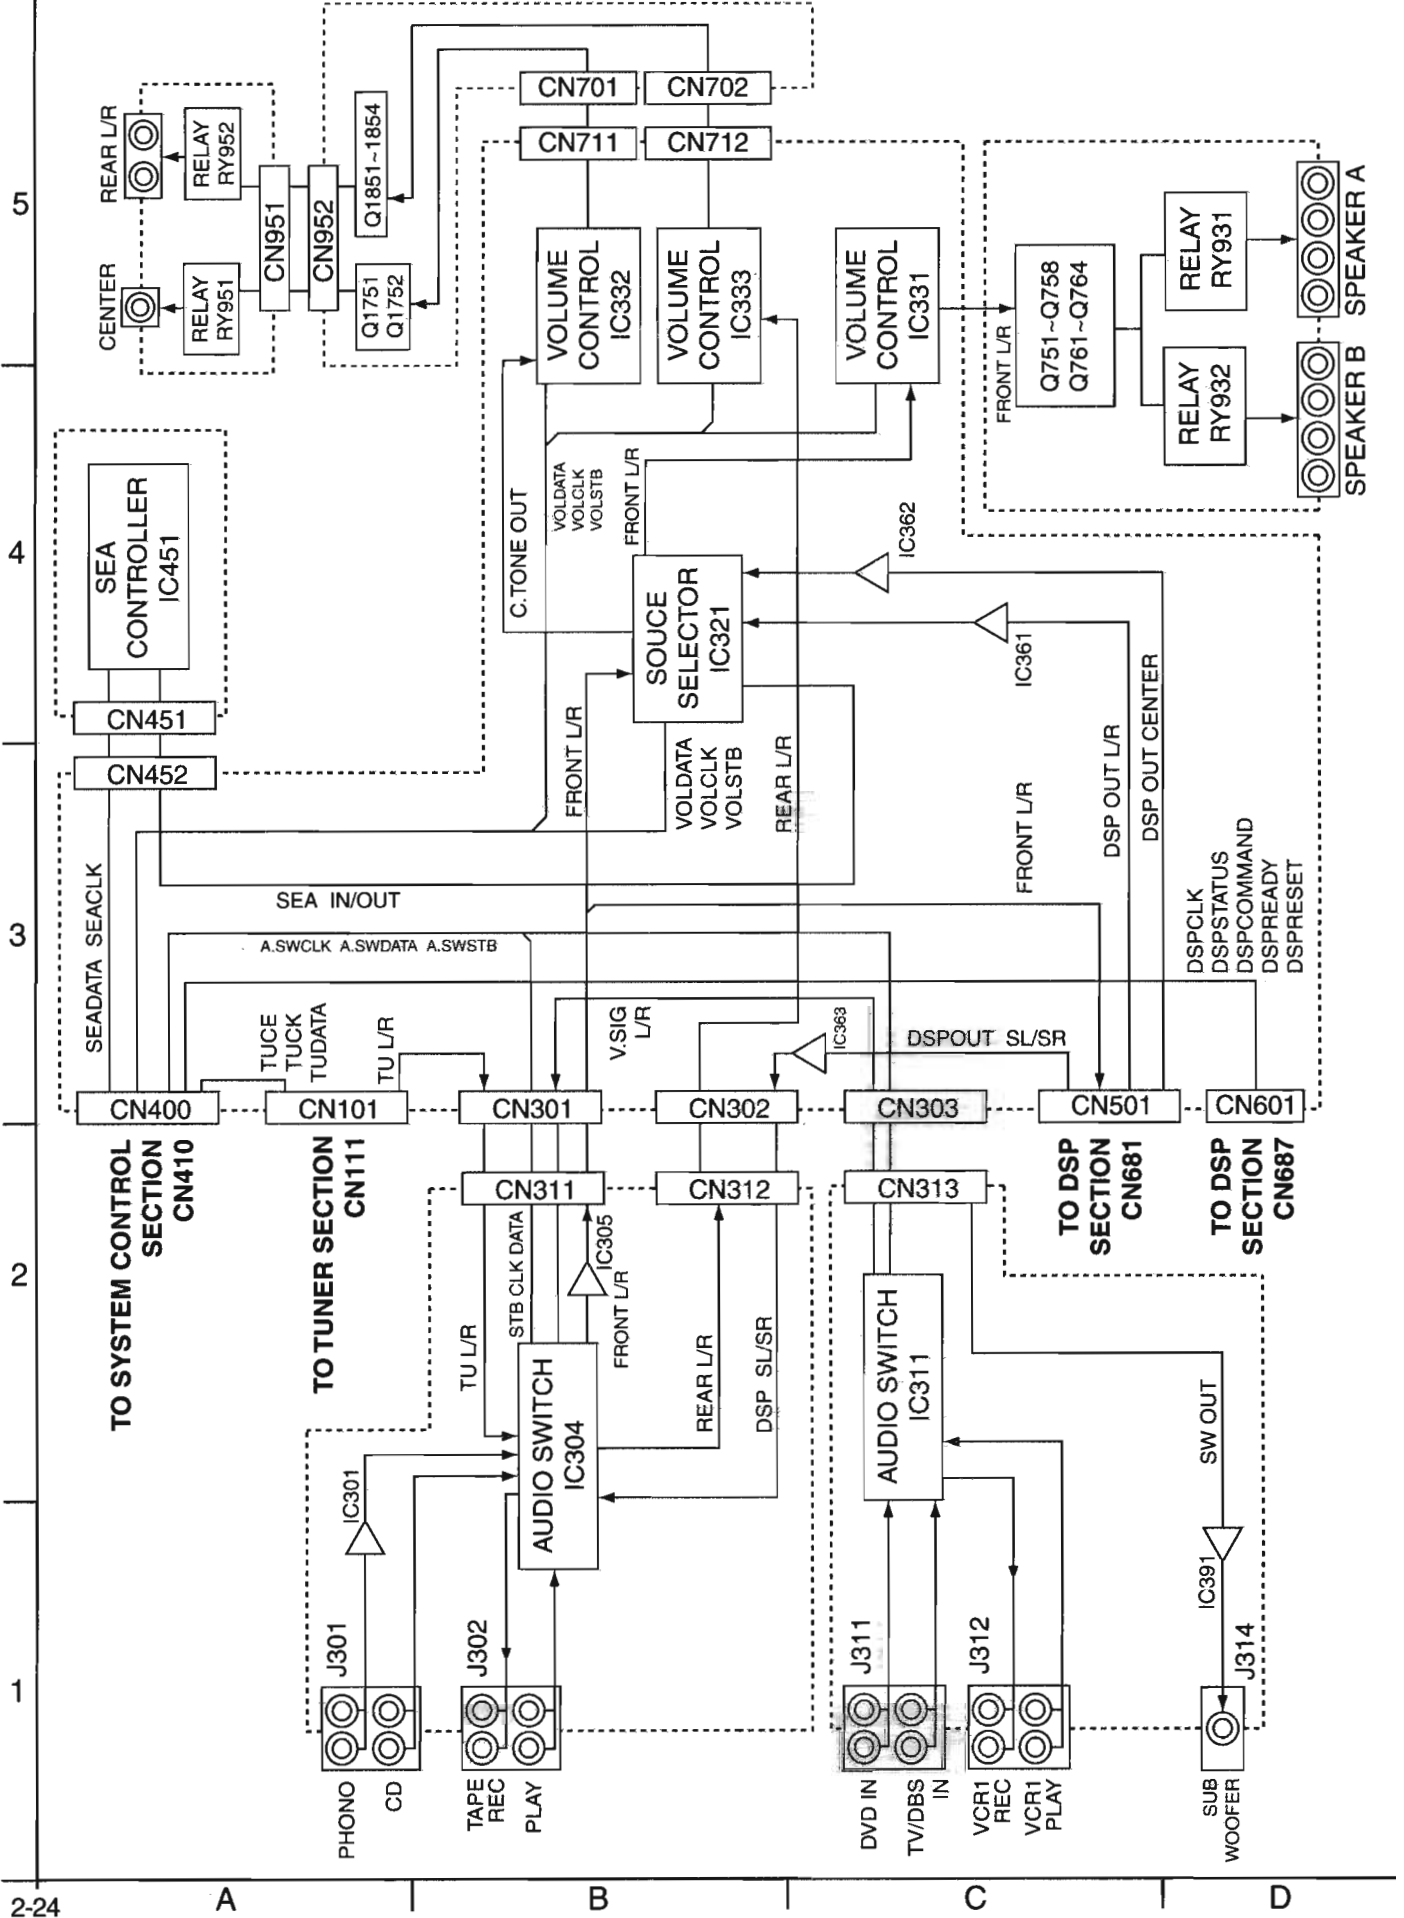 CN701
CN702
CN711
CN712
REAR L/R
RELAY
RY952
CN951
CN952
Q1851~1854
CENTER
RELAY
RY951
Q1751
Q1752
5
VOLUME
CONTROL
IC332
VOLUME
CONTROL
IC333
VOLUME
CONTROL
IC331
FRONT L/R
Q751~Q758
Q761~Q764
RELAY
RY931
SPEAKER A
RELAY
RY932
SPEAKER B
SEA
CONTROLLER
IC451
4
C.TONE OUT
VOLDATA
VOLCLK
VOLSTB
FRONT L/R
IC362
SOUCE
SELECTOR
IC321
IC361
CN451
CN452
FRONT L/R
VOLDATA
VOLCLK
VOLSTB
REAR L/R
FRONT L/R
DSP OUT L/R
DSP OUT CENTER
3
SEADATA SEACLK
SEA IN/OUT
A.SWCLK A.SWDATA A.SWSTB
DSPCLK
DSPSTATUS
DSPCOMMAND
DSPREADY
DSPRESET
TUCE
TUCK
TUDATA
TU L/R
V.SIG
L/R
IC363
DSPOUT SL/SR
CN400
CN101
CN301
CN302
CN303
CN501
CN601
TO SYSTEM CONTROL
SECTION
CN410
TO TUNER SECTION
CN111
CN311
CN312
CN313
TO DSP
SECTION
CN681
TO DSP
SECTION
CN687
2
TU L/R
STB CLK DATA
IC305
FRONT L/R
REAR L/R
DSP SL/SR
AUDIO SWITCH
IC304
AUDIO SWITCH
IC311
SW OUT
IC301
IC391
1
J301
J302
J311
J312
J314
PHONO
CD
TAPE
REC
PLAY
DVD IN
TV/DBS
IN
VCR1
REC
VCR1
PLAY
SUB
WOOFER
2-24
A
B
C
D